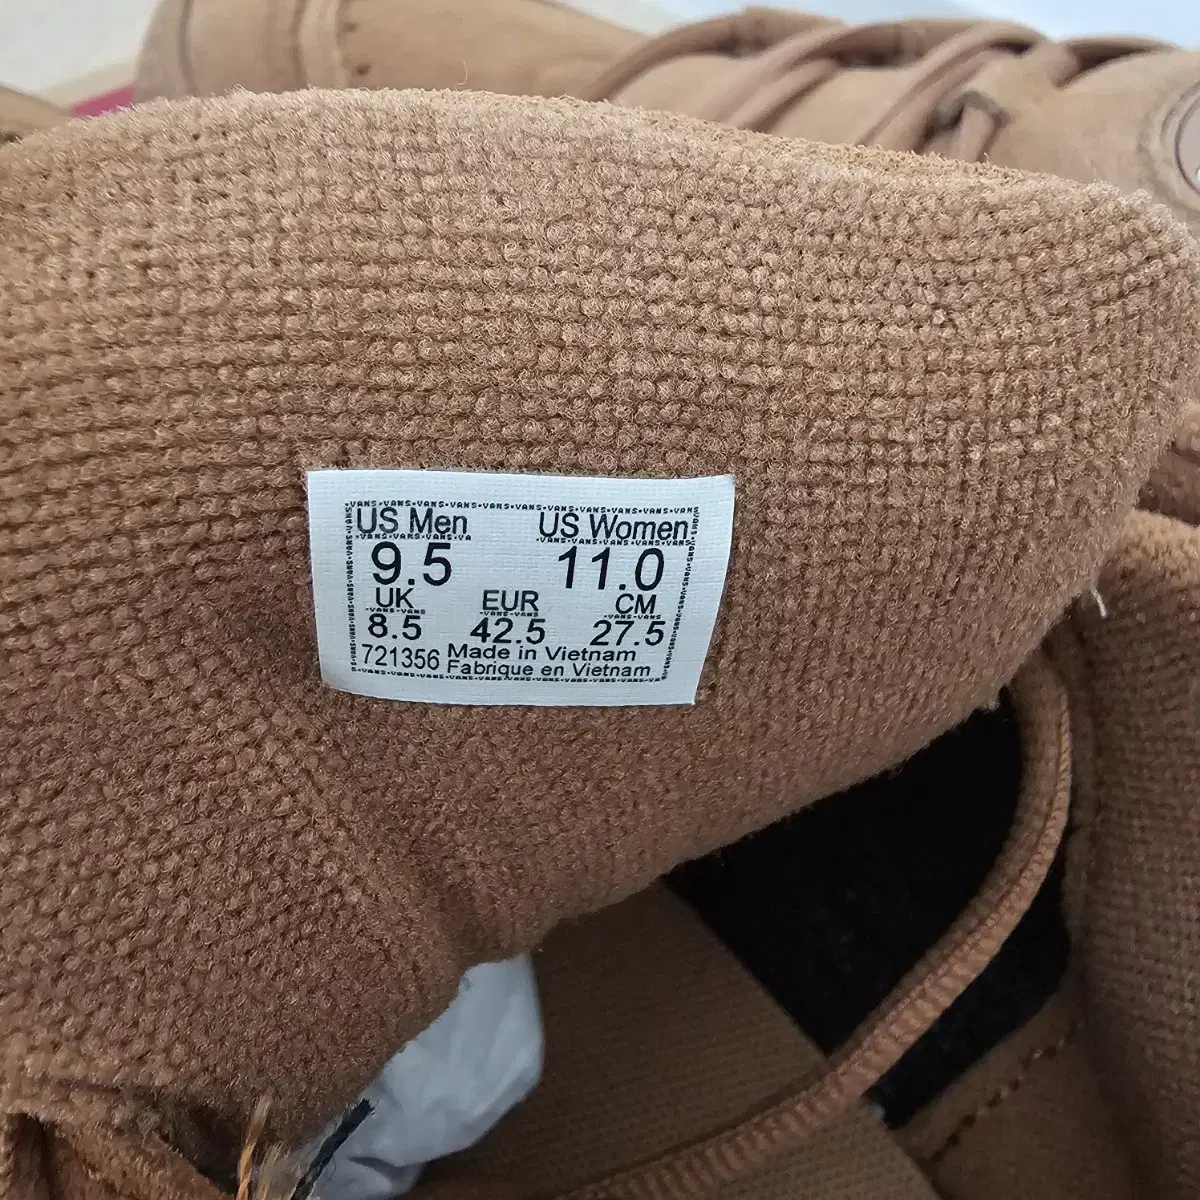 US Men US Women
9.5 11.0
UK EUR CM
8.5 42.5 27.5
721356 Made in Vietnam
Fabrique en Vietnam